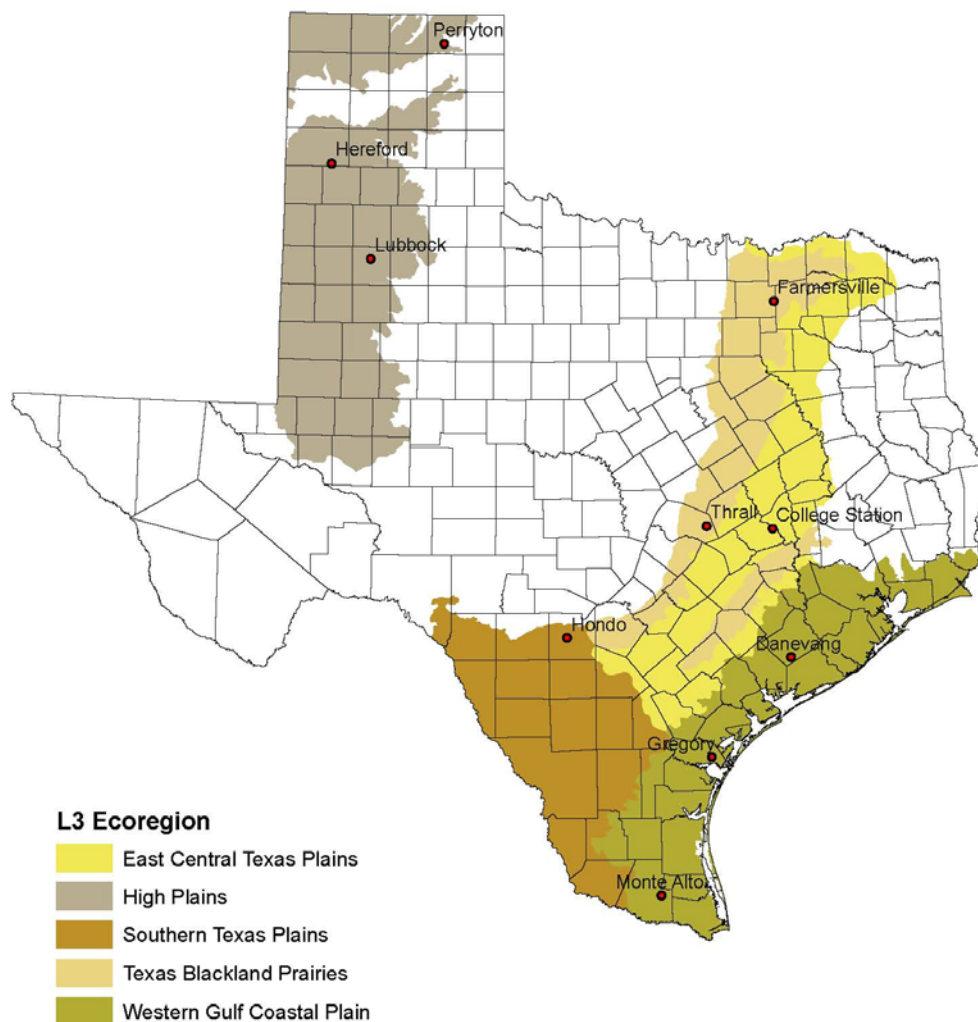 Perryton
Hereford
Lubbock
Farmersville
Thrall
College Station
Hondo
Danevang
Gregory
Monte Alto
L3 Ecoregion
East Central Texas Plains
High Plains
Southern Texas Plains
Texas Blackland Prairies
Western Gulf Coastal Plain